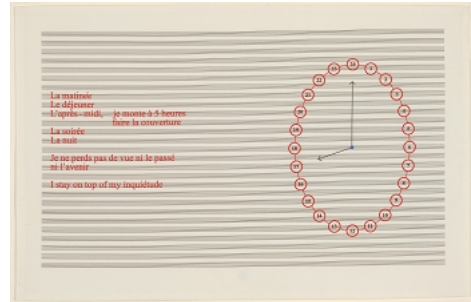 La matinée
Le déjeuner
L'après-midi, je monte à 5 heures
faire la couverture
La soirée
La nuit
Je ne perds pas de vue ni le passé
ni l'avenir
I stay on top of my inquiétude